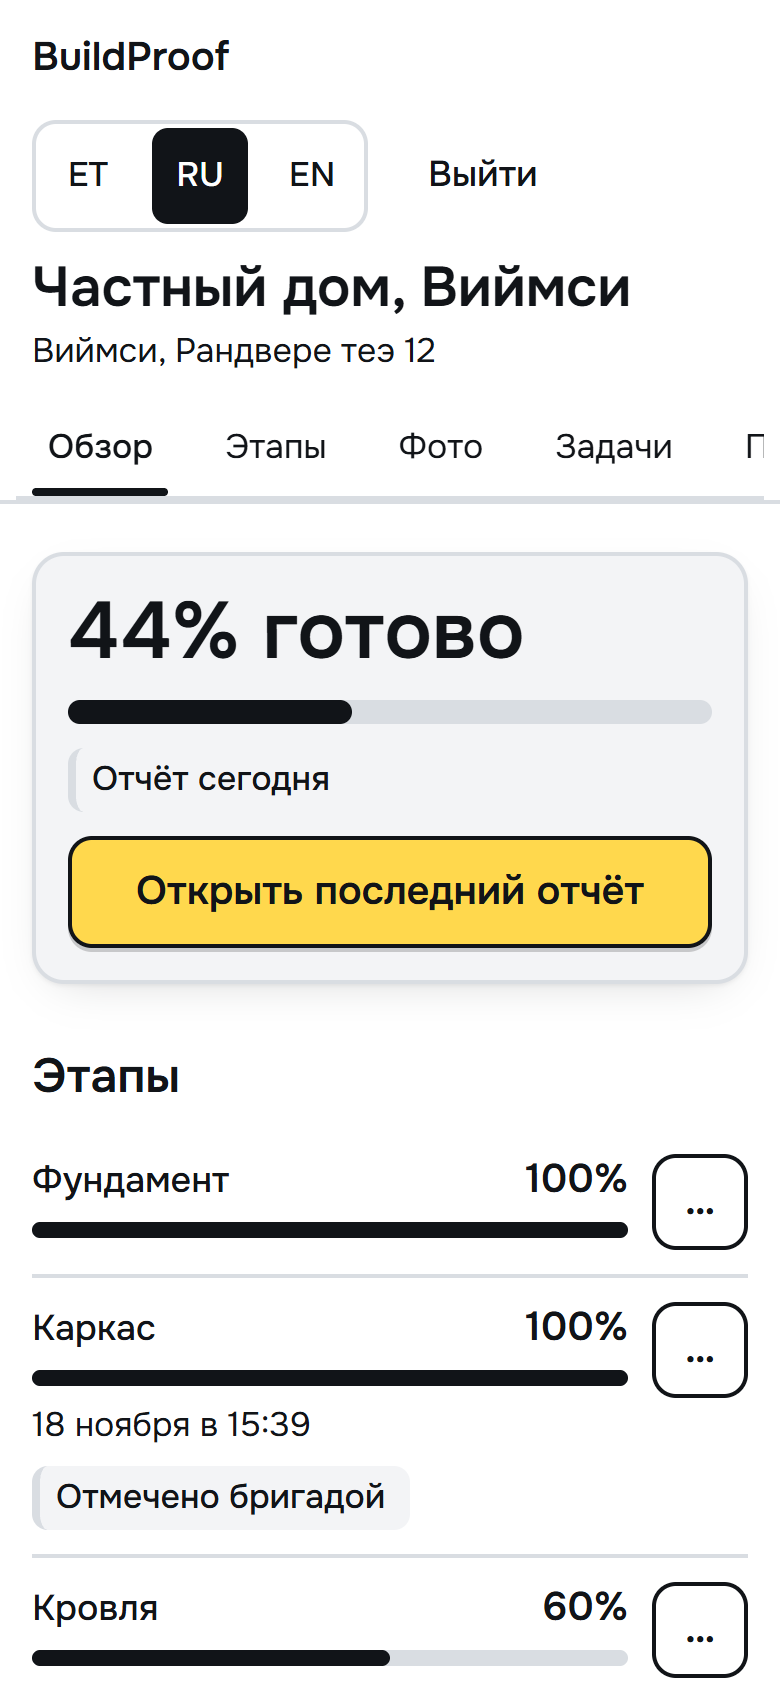 BuildProof
ET RU EN Выйти
Частный дом, Виймси
Виймси, Рандвере теэ 12
Обзор Этапы Фото Задачи
44% готово
Отчёт сегодня
Открыть последний отчёт
Этапы
Фундамент 100% ...
Каркас 100% ...
18 ноября в 15:39
Отмечено бригадой
Кровля 60% ...